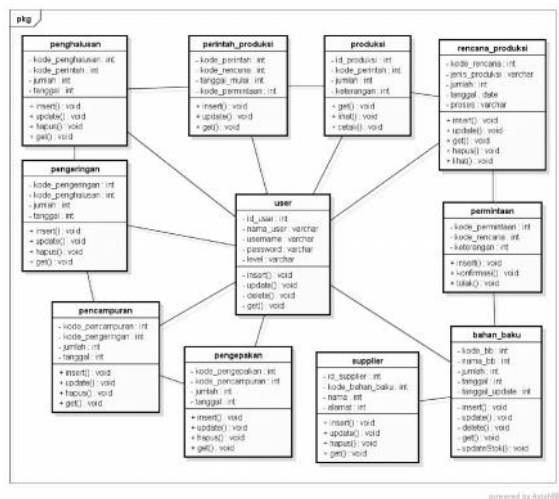 pkg
penghalusan
- kode_penghalusan : int
- kode_perintah : int
- jumlah : int
- tanggal : int
+ insert() : void
+ update() : void
+ hapus() : void
+ get() : void
perintah_produksi
- kode_perintah : int
- kode_rencana : int
- tanggal_mulai : int
- kode_permintaan : int
+ insert() : void
+ update() : void
+ get() : void
produksi
- id_produksi : int
- kode_perintah : int
- jumlah : int
- keterangan : int
+ get() : void
+ lihat() : void
+ cetak() : void
rencana_produksi
- kode_rencana : int
- jenis_produksi : varchar
- jumlah : int
- tanggal : date
- proses : varchar
+ insert() : void
+ update() : void
+ get() : void
+ hapus() : void
+ lihat() : void
pengeringan
- kode_pengeringan : int
- kode_penghalusan : int
- jumlah : int
- tanggal : int
+ insert() : void
+ update() : void
+ hapus() : void
+ get() : void
user
- id_user : int
- nama_user : varchar
- username : varchar
- password : varchar
- level : varchar
- insert() : void
- update() : void
- delete() : void
- get() : void
permintaan
- kode_permintaan : int
- kode_rencana : int
- keterangan : int
+ insert() : void
+ konfirmasi() : void
+ tolak() : void
pencampuran
- kode_pencampuran : int
- kode_pengeringan : int
- jumlah : int
- tanggal : int
+ insert() : void
+ update() : void
+ hapus() : void
+ get() : void
pengepakan
- kode_pengepakan : int
- kode_pencampuran : int
- jumlah : int
- tanggal : int
+ insert() : void
+ update() : void
+ hapus() : void
+ get() : void
supplier
- id_supplier : int
- kode_bahan_baku : int
- nama : int
- alamat : int
+ insert() : void
+ update() : void
+ hapus() : void
+ get() : void
bahan_baku
- kode_bb : int
- nama_bb : int
- jumlah : int
- tanggal : int
- tanggal_update : int
- insert() : void
- update() : void
- delete() : void
- get() : void
- updateStok() : void
powered by Astah